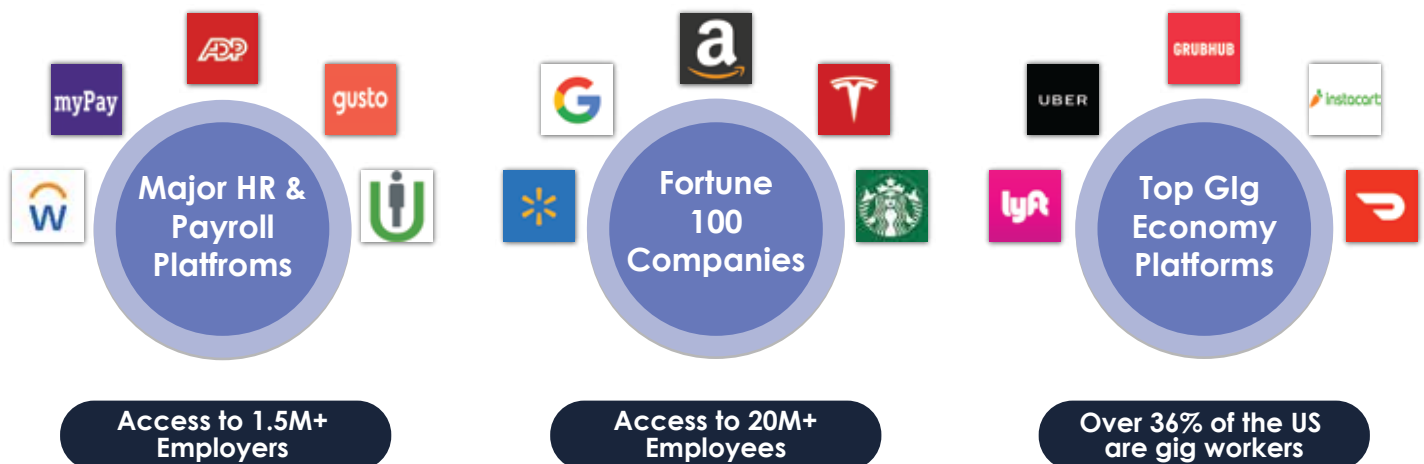 ADP
myPay
gusto
W
U
Major HR &
Payroll
Platfroms
Access to 1.5M+
Employers
a
G
Fortune
100
Companies
Access to 20M+
Employees
GRUBHUB
UBER
instacart
lyft
Top GIg
Economy
Platforms
Over 36% of the US
are gig workers